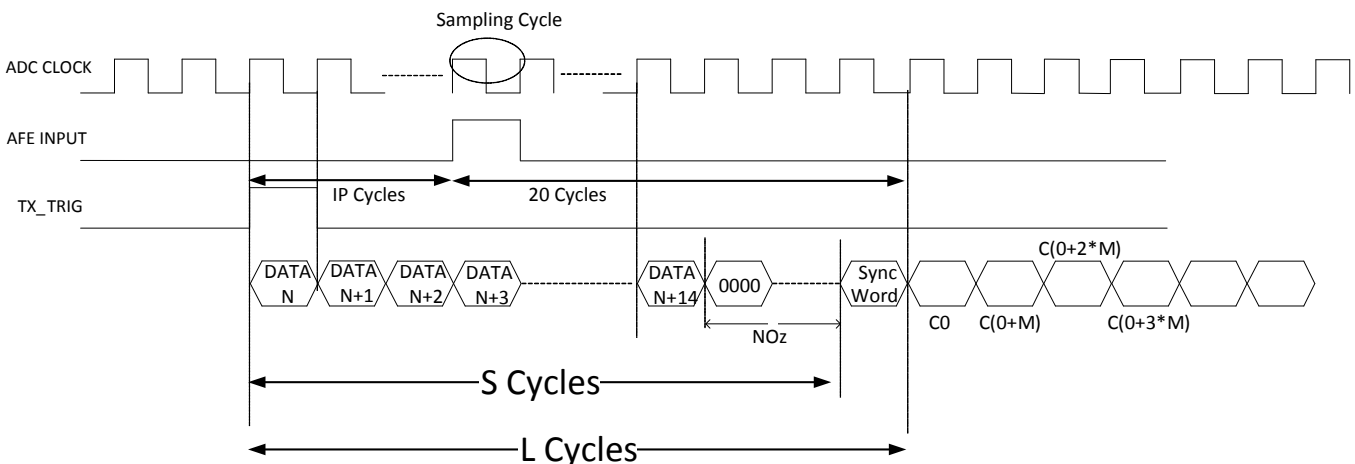 Sampling Cycle
ADC CLOCK
AFE INPUT
IP Cycles
20 Cycles
TX_TRIG
C(0+2*M)
DATA
N
DATA
N+1
DATA
N+2
DATA
N+3
DATA
N+14
0000
Sync
Word
C0
C(0+M)
C(0+3*M)
NOz
S Cycles
L Cycles